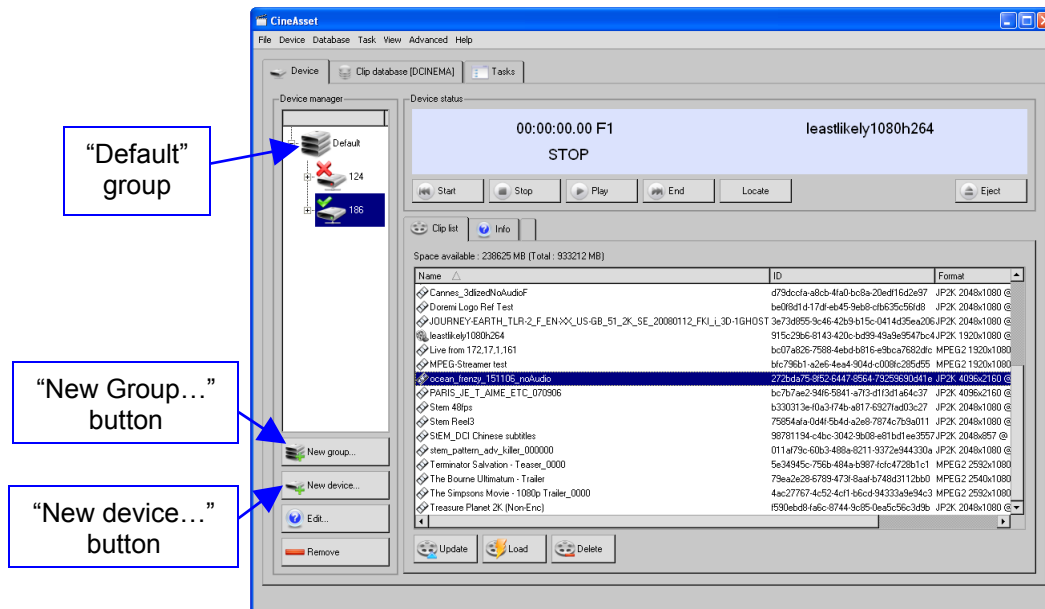 CineAsset
File Device Database Task View Advanced Help
Device
Clip database [DCINEMA]
Tasks
Device manager
Default
124
186
"Default"
group
"New Group…"
button
"New device…"
button
New group...
New device...
Edit...
Remove
Device status
00:00:00.00 F1
leastlikely1080h264
STOP
Start
Stop
Play
End
Locate
Eject
Clip list
Info
Space available : 238625 MB (Total : 933212 MB)
Name ID Format
Cannes_3dlizedNoAudioF d79dccfa-a8cb-4fa0-bc8a-20edf16d2e97 JP2K 2048x1080 @
Doremi Logo Ref Test be0f8d1d-17df-eb45-9eb8-cfb635c56fd8 JP2K 2048x1080 @
JOURNEY-EARTH_TLR-2_F_EN-XX_US-GB_51_2K_SE_20080112_FKI_i_3D-1GHOST 3e73d855-9c46-42b9-b15c-0414d35ea206 JP2K 2048x1080 @
leastlikely1080h264 915c29b6-8143-420c-bd99-49a9e9547bc4 JP2K 1920x1080 @
Live from 172,17,1,161 bc07a826-7588-4ebd-b816-e9bca7682dfc MPEG2 1920x1080
MPEG-Streamer test bfc796b1-a2e6-4ea4-904d-c008fc285d55 MPEG2 1920x1080
ocean_frenzy_151106_noAudio 272bda75-8f52-6447-8564-79259690d41e JP2K 4096x2160 @
PARIS_JE_T_AIME_ETC_070906 bc7b7ae2-94f6-5841-a7f3-d1f3d1a64c37 JP2K 4096x2160 @
Stem 48fps b330313e-f0a3-f74b-a817-6927fad03c27 JP2K 2048x1080 @
Stem Reel3 75854afa-0d4f-5b4d-a2e8-7874c7b9a011 JP2K 2048x1080 @
StEM_DCI Chinese subtitles 98781194-c4bc-3042-9b08-e81bd1ee3557 JP2K 2048x857 @
stem_pattern_adv_killer_000000 011af79c-60b3-488a-8211-9372e944330a JP2K 2048x1080 @
Terminator Salvation - Teaser_0000 5e34945c-756b-484a-b987-fcfc4728b1c1 MPEG2 2592x1080
The Bourne Ultimatum - Trailer 79ea2e28-6789-473f-8aaf-b748d3112bb0 MPEG2 2540x1080
The Simpsons Movie - 1080p Trailer_0000 4ac27767-4c52-4cf1-b6cd-94333a9e94c3 MPEG2 2592x1080
Treasure Planet 2K (Non-Enc) f590ebd8-fa6c-8744-9c85-0ea5c56c3d9b JP2K 2048x1080 @
Update
Load
Delete